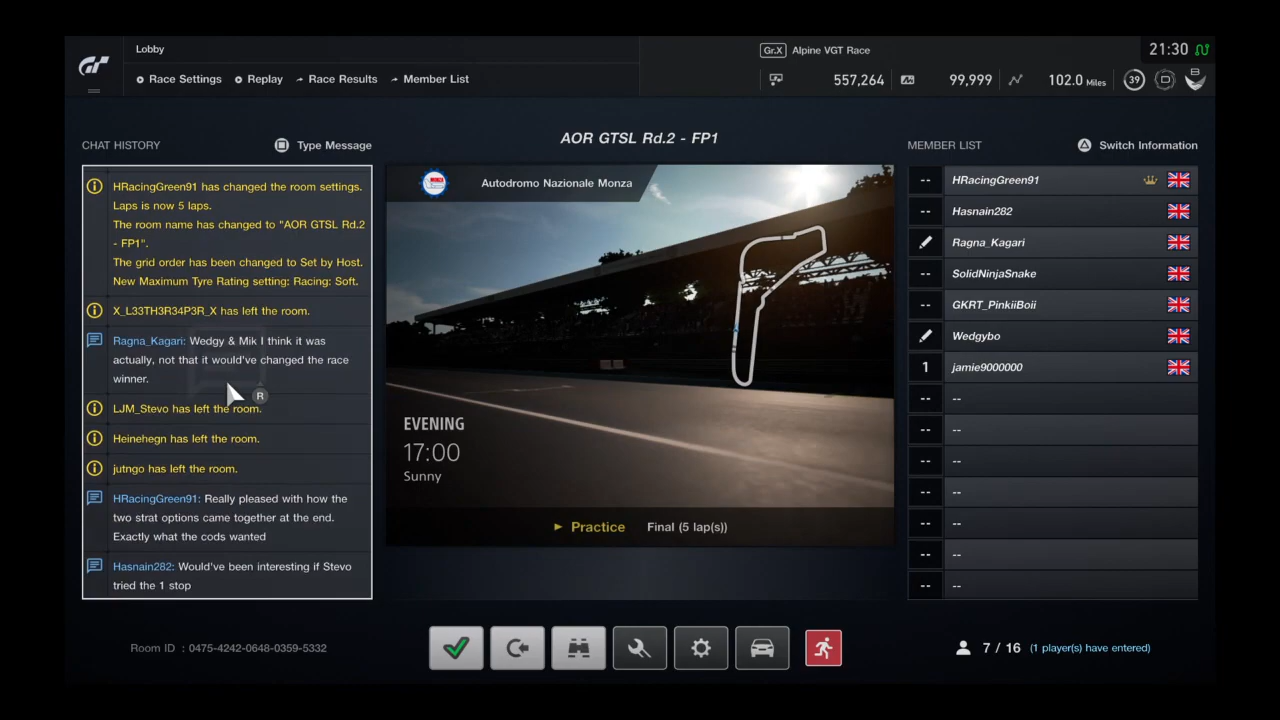 Lobby
Race Settings
Replay
Race Results
Member List
Gr.X
Alpine VGT Race
21:30
557,264
99,999
102.0 Miles
39
D
B
CHAT HISTORY
Type Message
HRacingGreen91 has changed the room settings.
Laps is now 5 laps.
The room name has changed to "AOR GTSL Rd.2
- FP1".
The grid order has been changed to Set by Host.
New Maximum Tyre Rating setting: Racing: Soft.
X_L33TH3R34P3R_X has left the room.
Ragna_Kagari: Wedgy & Mik I think it was
actually, not that it would've changed the race
winner.
R
LJM_Stevo has left the room.
Heinehegn has left the room.
jutngo has left the room.
HRacingGreen91: Really pleased with how the
two strat options came together at the end.
Exactly what the cods wanted
Hasnain282: Would've been interesting if Stevo
tried the 1 stop
AOR GTSL Rd.2 - FP1
MONZA
Autodromo Nazionale Monza
EVENING
17:00
Sunny
Practice
Final (5 lap(s))
MEMBER LIST
Switch Information
-- HRacingGreen91
-- Hasnain282
Ragna_Kagari
-- SolidNinjaSnake
-- GKRT_PinkiiBoii
Wedgybo
1 jamie9000000
-- --
-- --
-- --
-- --
-- --
-- --
-- --
Room ID : 0475-4242-0648-0359-5332
7 / 16 (1 player(s) have entered)